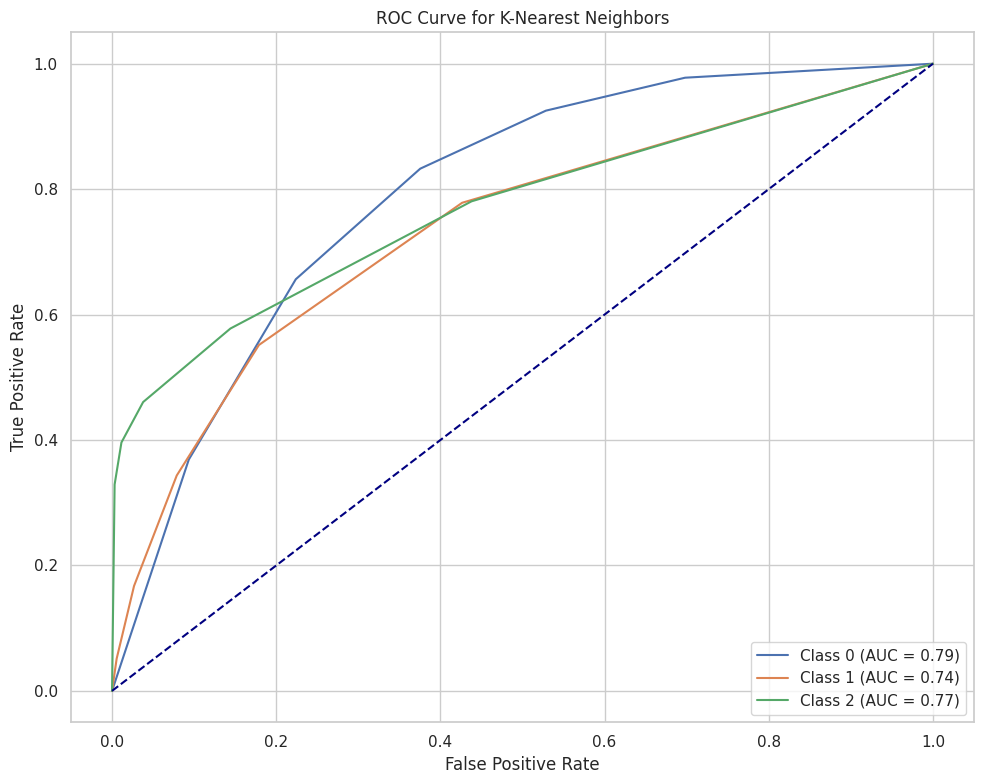 ROC Curve for K-Nearest Neighbors
True Positive Rate
1.0
0.8
0.6
0.4
0.2
0.0
0.0 0.2 0.4 0.6 0.8 1.0
False Positive Rate
Class 0 (AUC = 0.79)
Class 1 (AUC = 0.74)
Class 2 (AUC = 0.77)